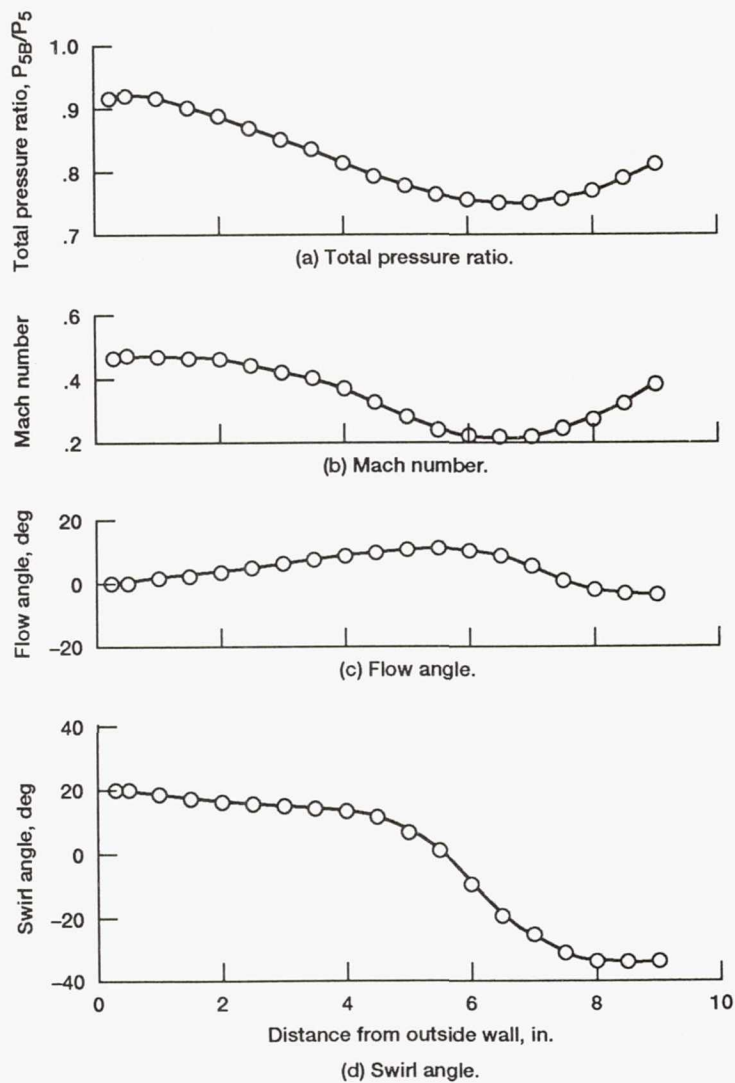 Total pressure ratio, P5B/P5
1.0
.9
.8
.7
(a) Total pressure ratio.
Mach number
.6
.4
.2
(b) Mach number.
Flow angle, deg
20
0
−20
(c) Flow angle.
Swirl angle, deg
40
20
0
−20
−40
0 2 4 6 8 10
Distance from outside wall, in.
(d) Swirl angle.